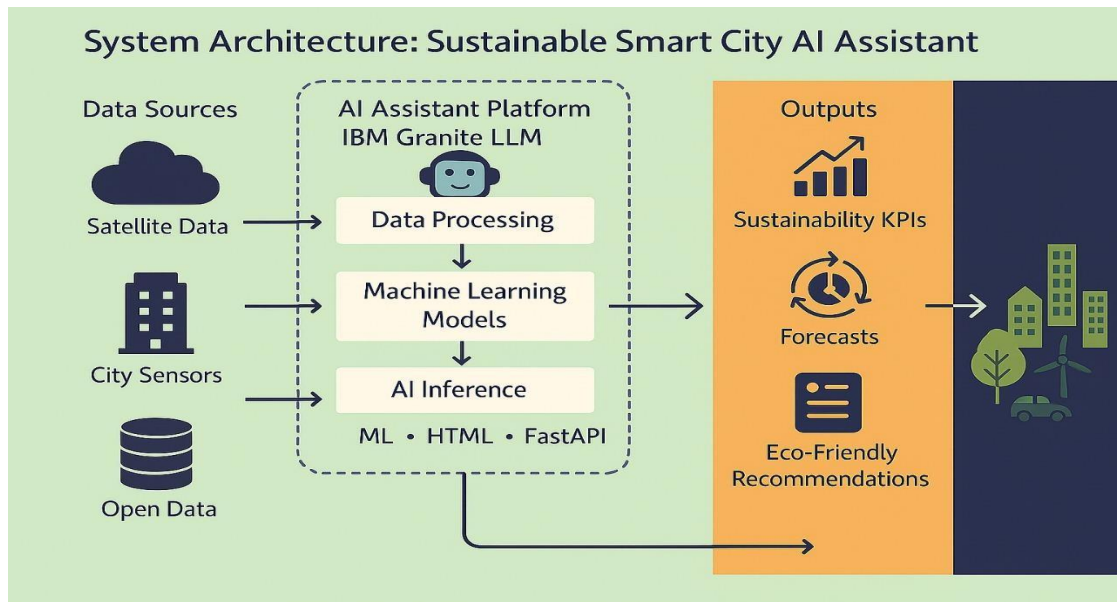 System Architecture: Sustainable Smart City AI Assistant
Data Sources
Satellite Data
City Sensors
Open Data
AI Assistant Platform
IBM Granite LLM
Data Processing
Machine Learning
Models
AI Inference
ML • HTML • FastAPI
Outputs
Sustainability KPIs
Forecasts
Eco-Friendly
Recommendations